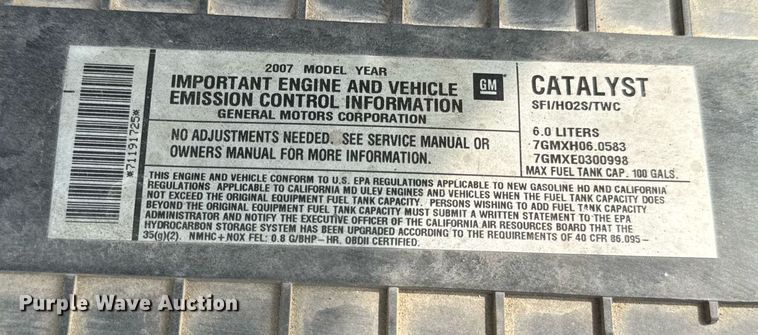 2007 MODEL YEAR
IMPORTANT ENGINE AND VEHICLE
EMISSION CONTROL INFORMATION
GENERAL MOTORS CORPORATION
GM
CATALYST
SFI/HO2S/TWC
NO ADJUSTMENTS NEEDED. SEE SERVICE MANUAL OR
OWNERS MANUAL FOR MORE INFORMATION.
6.0 LITERS
7GMXH06.0583
7GMXE0300998
MAX FUEL TANK CAP. 100 GALS.
THIS ENGINE AND VEHICLE CONFORM TO U.S. EPA REGULATIONS APPLICABLE TO NEW GASOLINE HD AND CALIFORNIA
REGULATIONS APPLICABLE TO CALIFORNIA MD ULEV ENGINES AND VEHICLES WHEN THE FUEL TANK CAPACITY DOES
NOT EXCEED THE ORIGINAL EQUIPMENT FUEL TANK CAPACITY. PERSONS WISHING TO ADD FUEL TANK CAPACITY
BEYOND THE ORIGINAL EQUIPMENT FUEL TANK CAPACITY MUST SUBMIT A WRITTEN STATEMENT TO THE EPA
ADMINISTRATOR AND NOTIFY THE EXECUTIVE OFFICER OF THE CALIFORNIA AIR RESOURCES BOARD THAT THE
HYDROCARBON STORAGE SYSTEM HAS BEEN UPGRADED ACCORDING TO THE REQUIREMENTS OF 40 CFR 86.095-
35(g)(2). NMHC+NOX FEL: 0.8 G/BHP-HR. OBDII CERTIFIED.
*71191725*
Purple Wave Auction